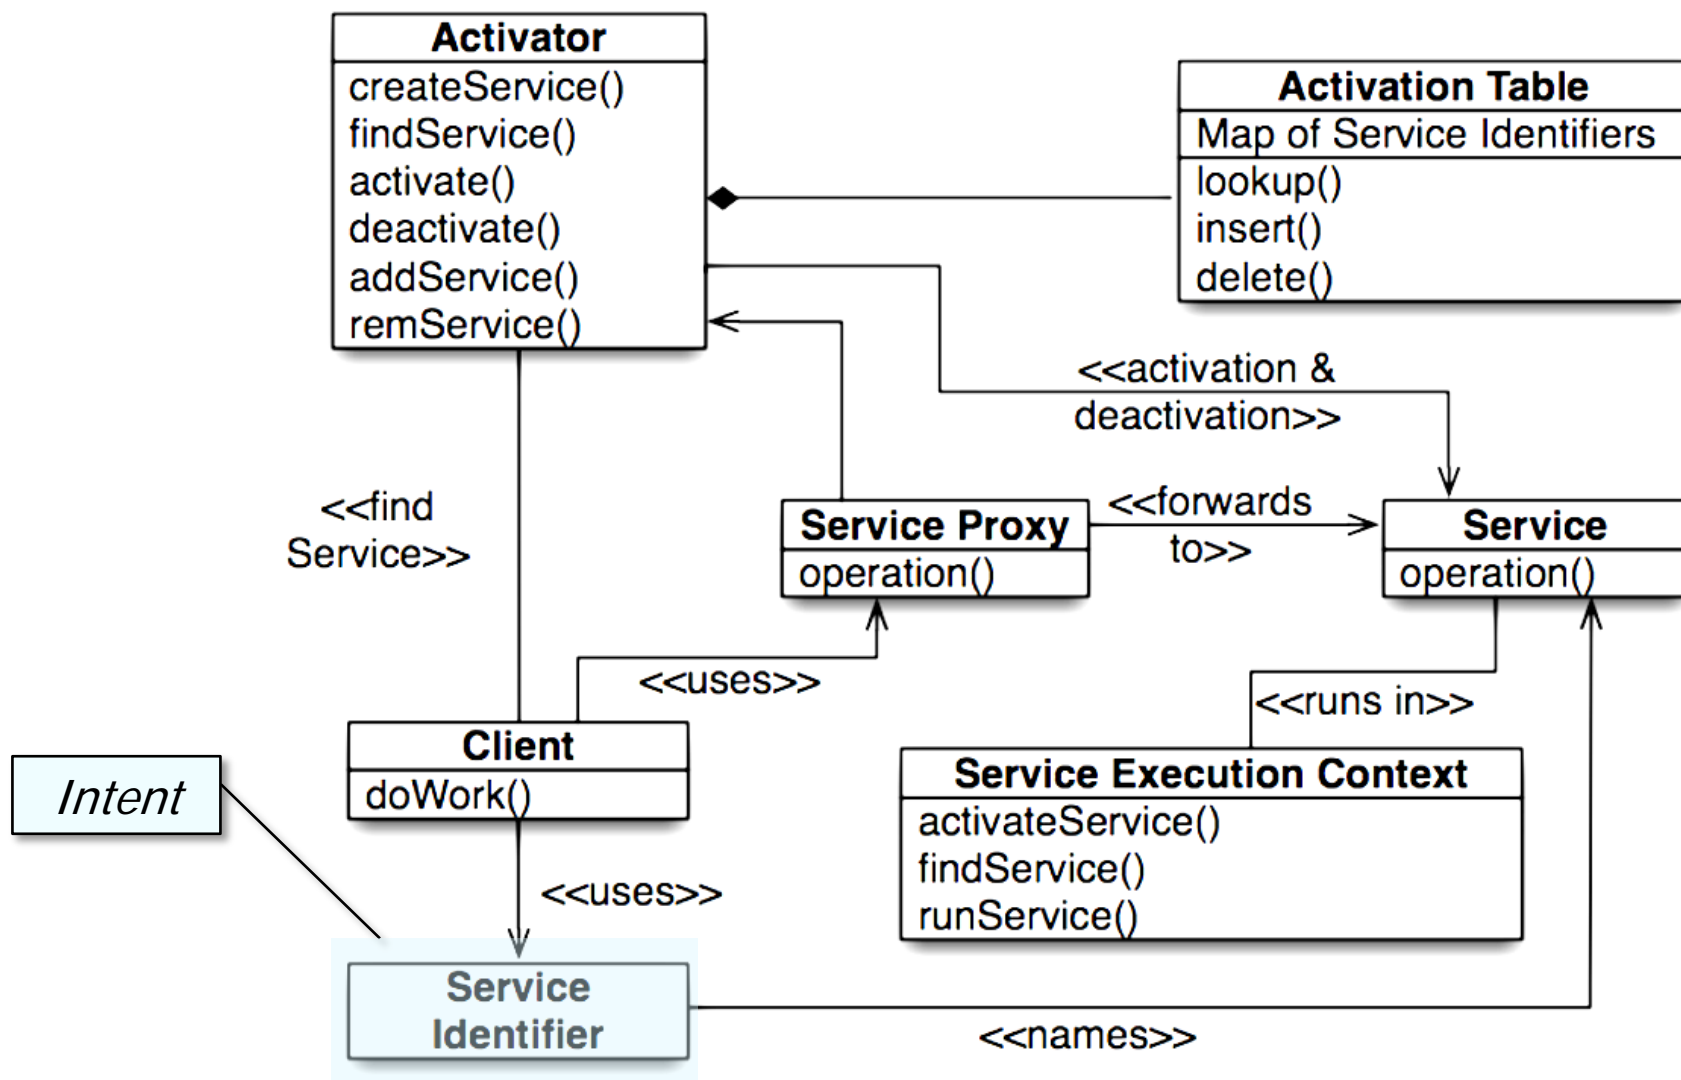 Activator
createService()
findService()
activate()
deactivate()
addService()
remService()
Activation Table
Map of Service Identifiers
lookup()
insert()
delete()
<<activation &
deactivation>>
<<find
Service>>
Service Proxy
operation()
<<forwards
to>>
Service
operation()
<<uses>>
<<runs in>>
Client
doWork()
Intent
Service Execution Context
activateService()
findService()
runService()
<<uses>>
Service
Identifier
<<names>>